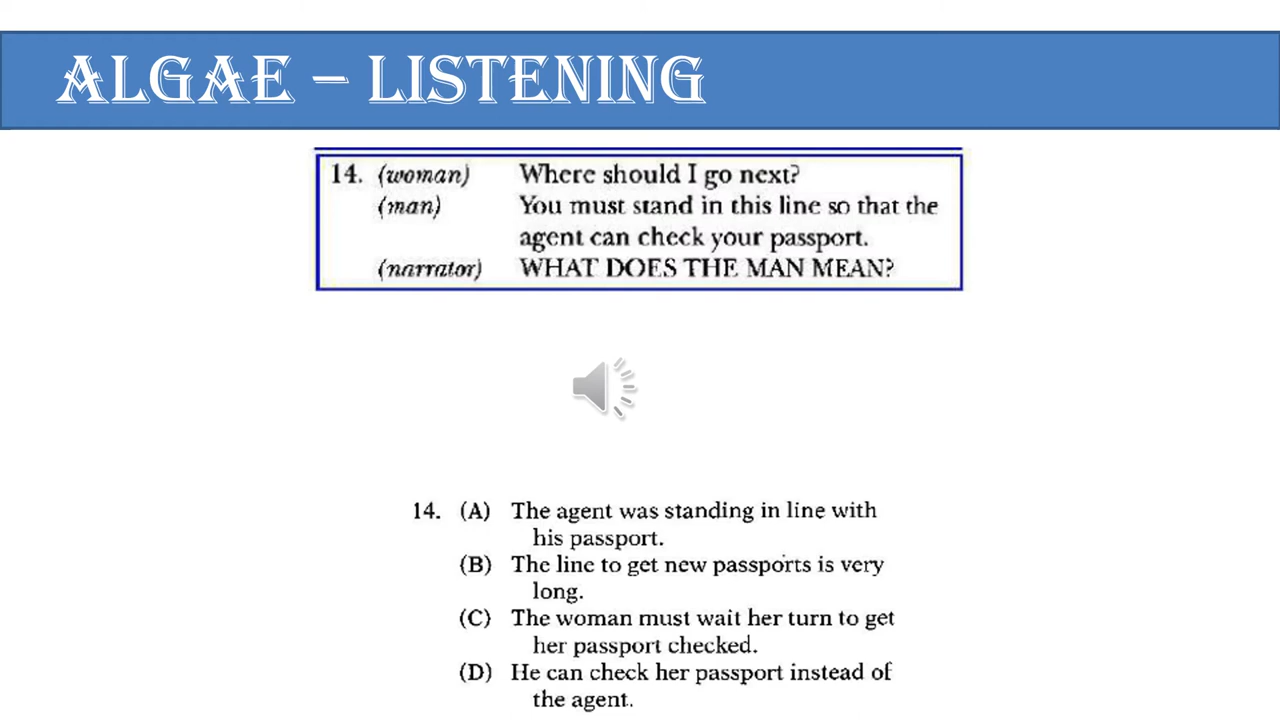 ALGAE – LISTENING
14. (woman) Where should I go next?
(man) You must stand in this line so that the
agent can check your passport.
(narrator) WHAT DOES THE MAN MEAN?
14. (A) The agent was standing in line with
his passport.
(B) The line to get new passports is very
long.
(C) The woman must wait her turn to get
her passport checked.
(D) He can check her passport instead of
the agent.